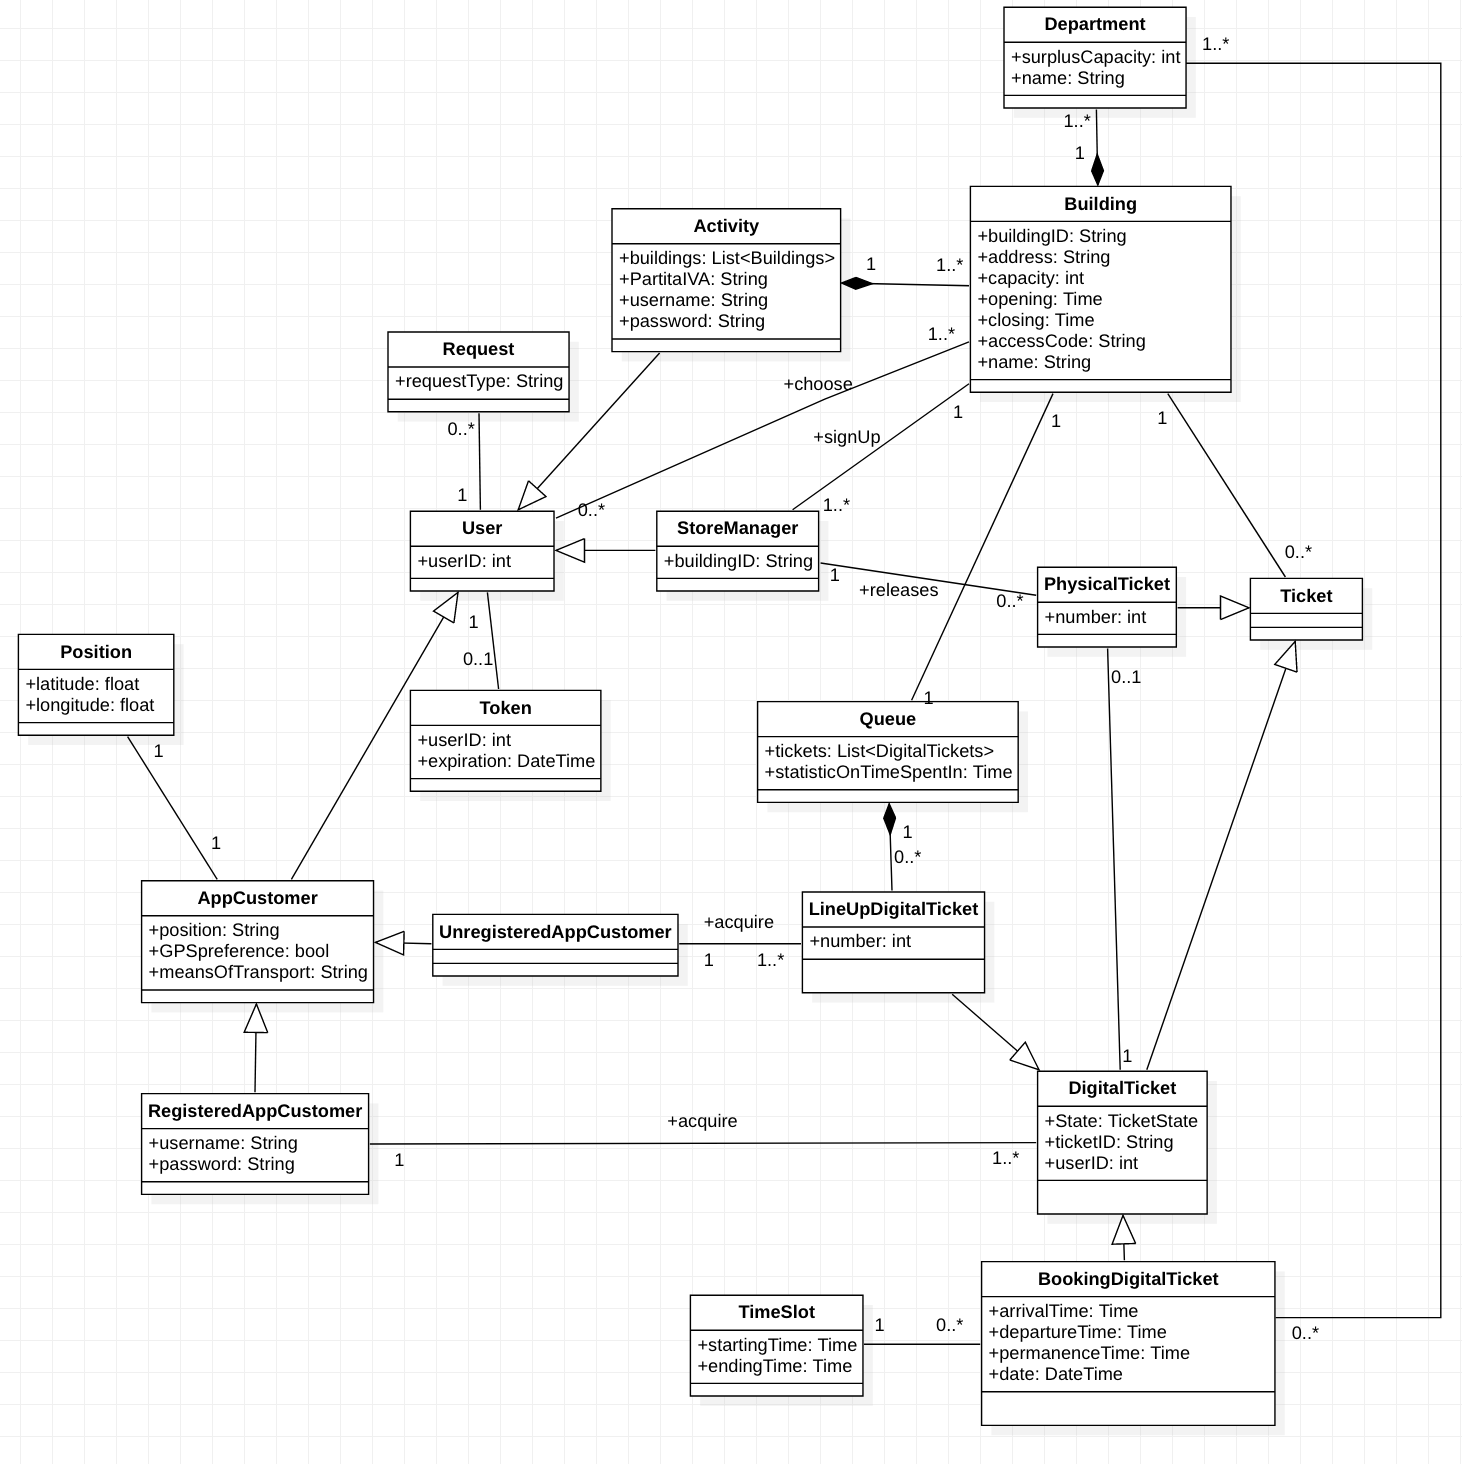 Department
+surplusCapacity: int
+name: String
1..*
1..*
1
Building
+buildingID: String
+address: String
+capacity: int
+opening: Time
+closing: Time
+accessCode: String
+name: String
Activity
+buildings: List<Buildings>
+PartitaIVA: String
+username: String
+password: String
1
1..*
Request
+requestType: String
0..*
1
1..*
+choose
0..*
1
+signUp
1..*
1
1
User
+userID: int
StoreManager
+buildingID: String
1
+releases
0..*
PhysicalTicket
+number: int
0..*
Ticket
1
0..1
Position
+latitude: float
+longitude: float
1
1
Token
+userID: int
+expiration: DateTime
0..1
1
Queue
+tickets: List<DigitalTickets>
+statisticOnTimeSpentIn: Time
1
0..*
AppCustomer
+position: String
+GPSpreference: bool
+meansOfTransport: String
UnregisteredAppCustomer
+acquire
1
1..*
LineUpDigitalTicket
+number: int
1
RegisteredAppCustomer
+username: String
+password: String
+acquire
1
1..*
DigitalTicket
+State: TicketState
+ticketID: String
+userID: int
TimeSlot
+startingTime: Time
+endingTime: Time
1
0..*
BookingDigitalTicket
+arrivalTime: Time
+departureTime: Time
+permanenceTime: Time
+date: DateTime
0..*